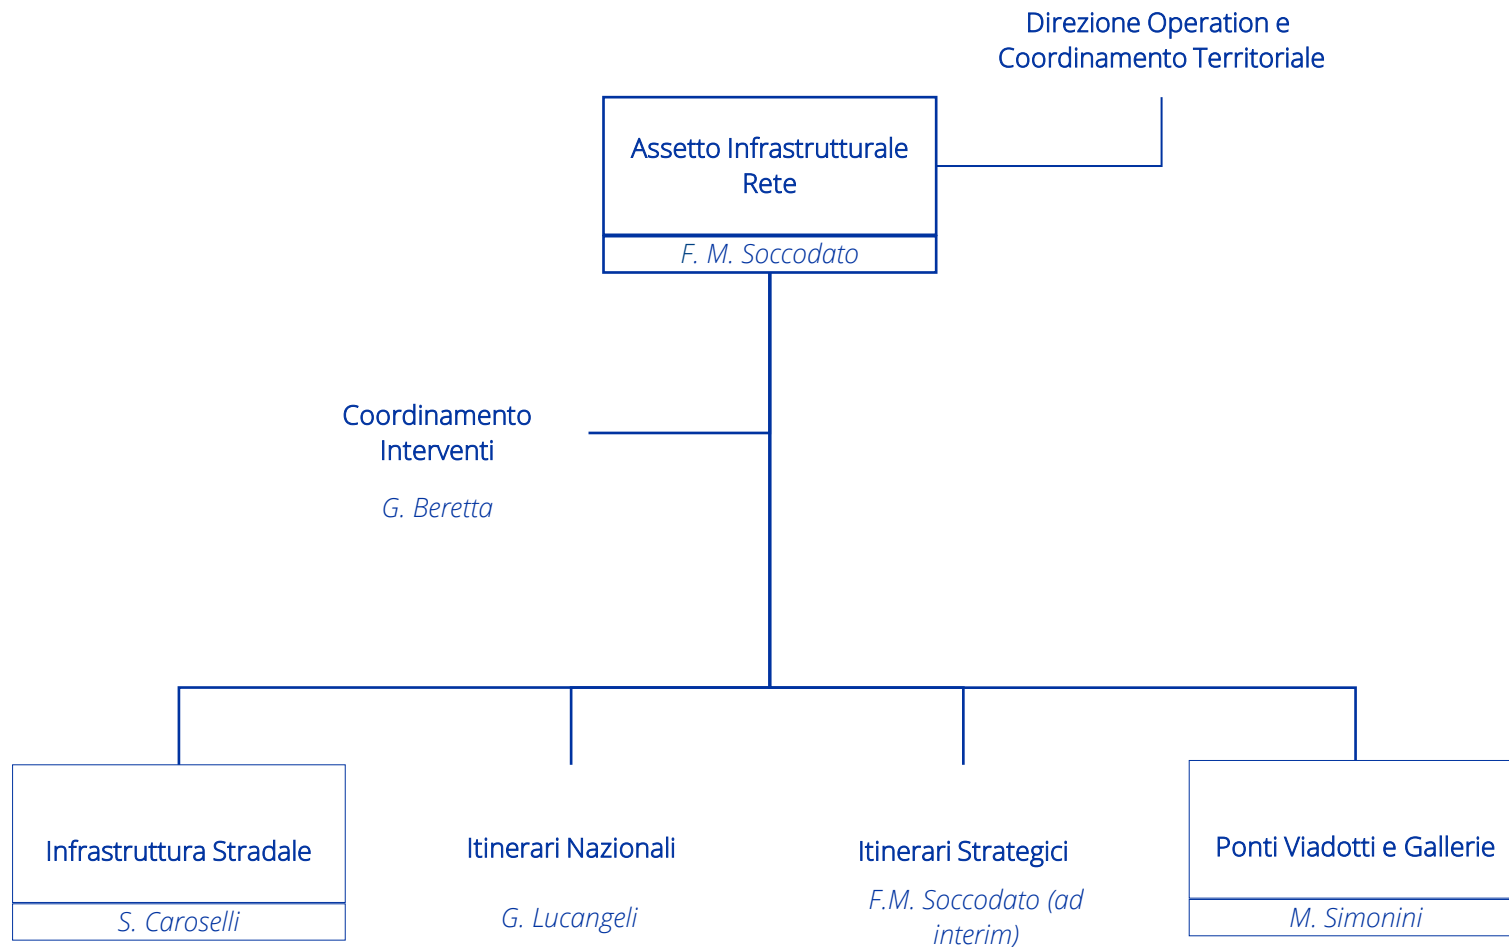 Direzione Operation e
Coordinamento Territoriale
Assetto Infrastrutturale
Rete
F. M. Soccodato
Coordinamento
Interventi
G. Beretta
Infrastruttura Stradale
S. Caroselli
Itinerari Nazionali
G. Lucangeli
Itinerari Strategici
F.M. Soccodato (ad
interim)
Ponti Viadotti e Gallerie
M. Simonini